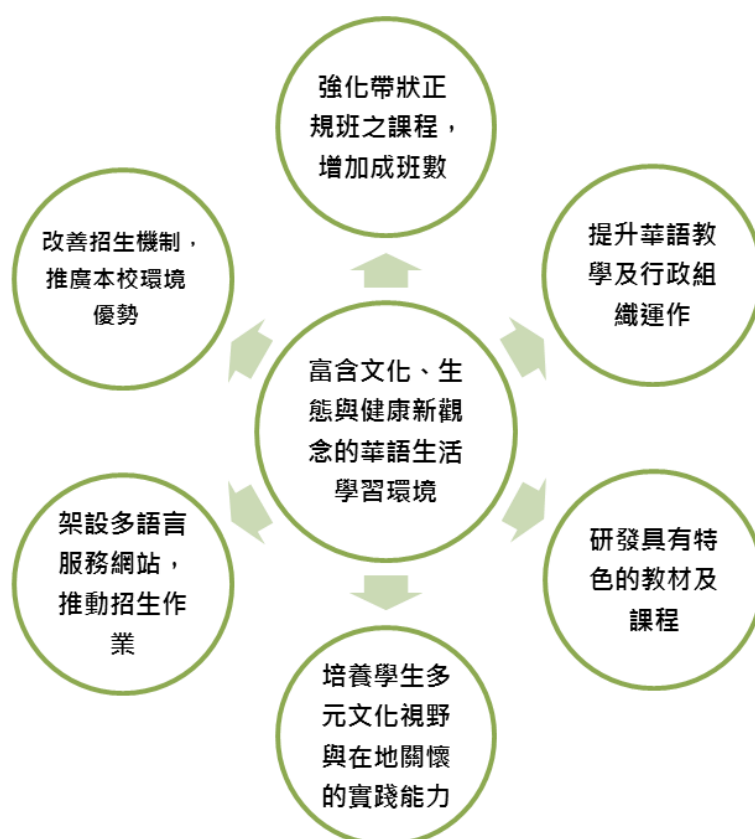 強化帶狀正
規班之課程，
增加成班數
提升華語教
學及行政組
織運作
研發具有特
色的教材及
課程
培養學生多
元文化視野
與在地關懷
的實踐能力
架設多語言
服務網站，
推動招生作
業
改善招生機制，
推廣本校環境
優勢
富含文化、生
態與健康新觀
念的華語生活
學習環境